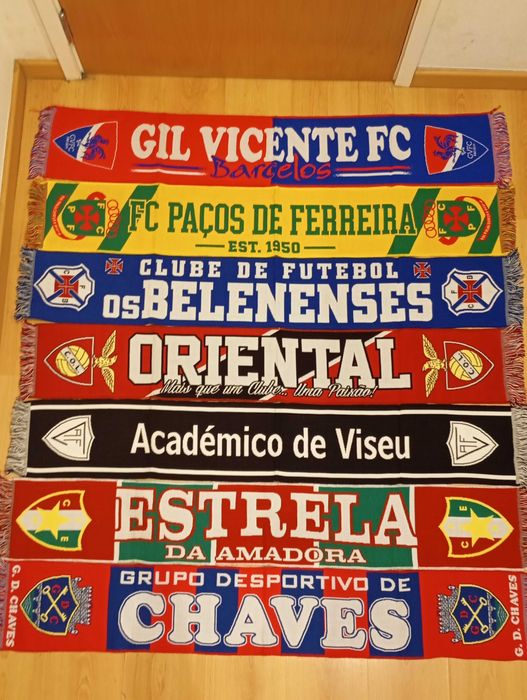 GIL VICENTE FC
Barcelos
FC PAÇOS DE FERREIRA
EST. 1950
CLUBE DE FUTEBOL
OS BELENENSES
C.O.L.
ORIENTAL
C.O.L.
Mais que um Clube... Uma Paixão!
Académico de Viseu
ESTRELA
DA AMADORA
G. D. CHAVES
GRUPO DESPORTIVO DE
CHAVES
G. D. CHAVES